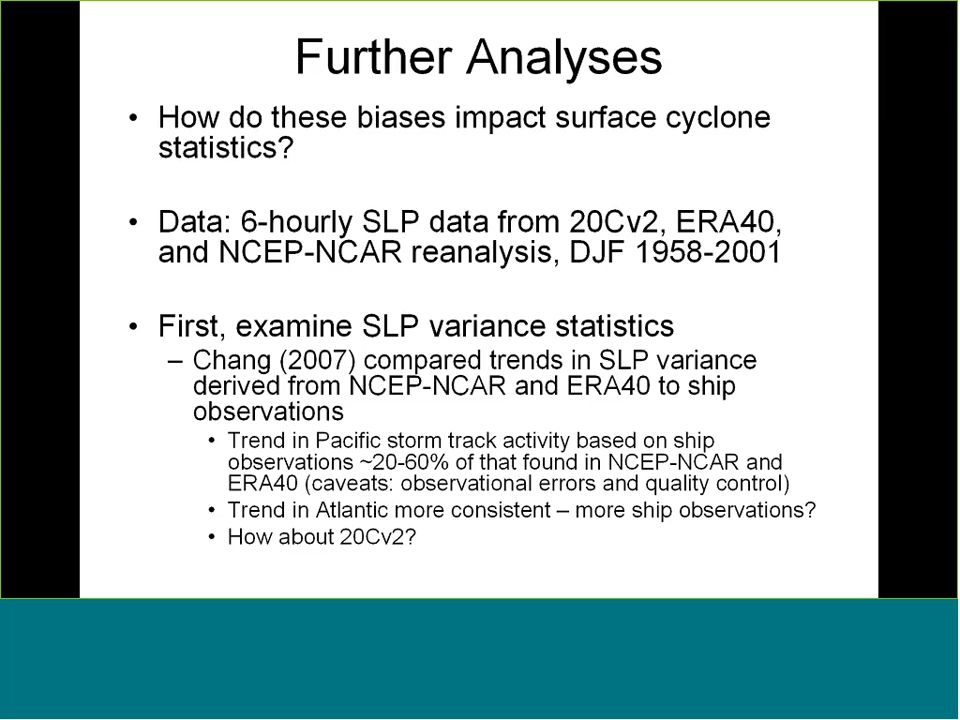 Further Analyses
• How do these biases impact surface cyclone
statistics?
• Data: 6-hourly SLP data from 20Cv2, ERA40,
and NCEP-NCAR reanalysis, DJF 1958-2001
• First, examine SLP variance statistics
– Chang (2007) compared trends in SLP variance
derived from NCEP-NCAR and ERA40 to ship
observations
• Trend in Pacific storm track activity based on ship
observations ~20-60% of that found in NCEP-NCAR and
ERA40 (caveats: observational errors and quality control)
• Trend in Atlantic more consistent – more ship observations?
• How about 20Cv2?